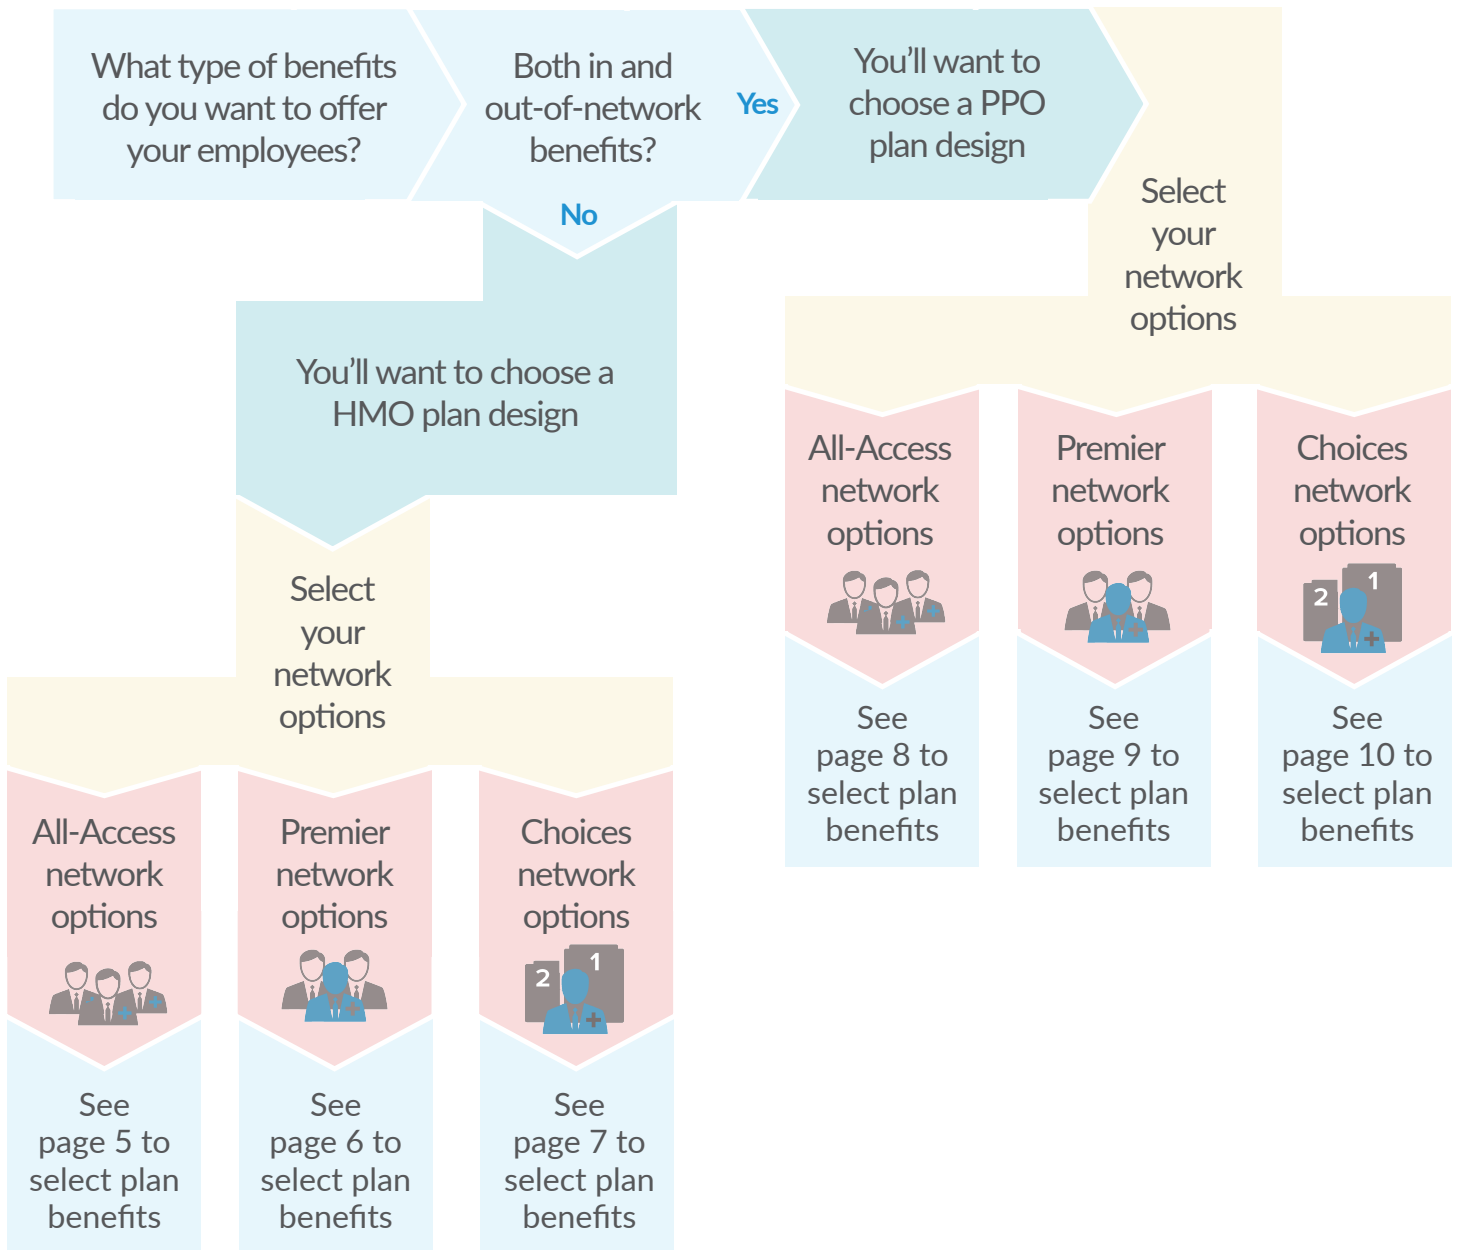 What type of benefits
do you want to offer
your employees?
Both in and
out-of-network
benefits?
Yes
No
You'll want to
choose a PPO
plan design
Select
your
network
options
All-Access
network
options
See
page 8 to
select plan
benefits
Premier
network
options
See
page 9 to
select plan
benefits
Choices
network
options
2
1
See
page 10 to
select plan
benefits
You'll want to choose a
HMO plan design
Select
your
network
options
All-Access
network
options
See
page 5 to
select plan
benefits
Premier
network
options
See
page 6 to
select plan
benefits
Choices
network
options
2
1
See
page 7 to
select plan
benefits